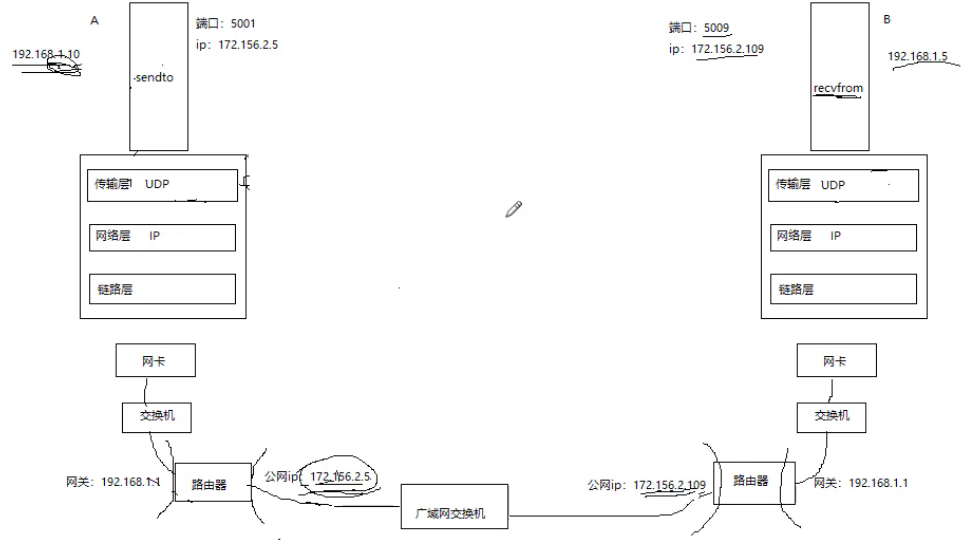 A
端口：5001
ip：172.156.2.5
192.168.1.10
-sendto
传输层 UDP
网络层 IP
链路层
网卡
交换机
网关：192.168.1.1
路由器
公网ip：172.156.2.5
广域网交换机
B
端口：5009
ip：172.156.2.109
192.168.1.5
recvfrom
传输层 UDP
网络层 IP
链路层
网卡
交换机
公网ip：172.156.2.109
路由器
网关：192.168.1.1